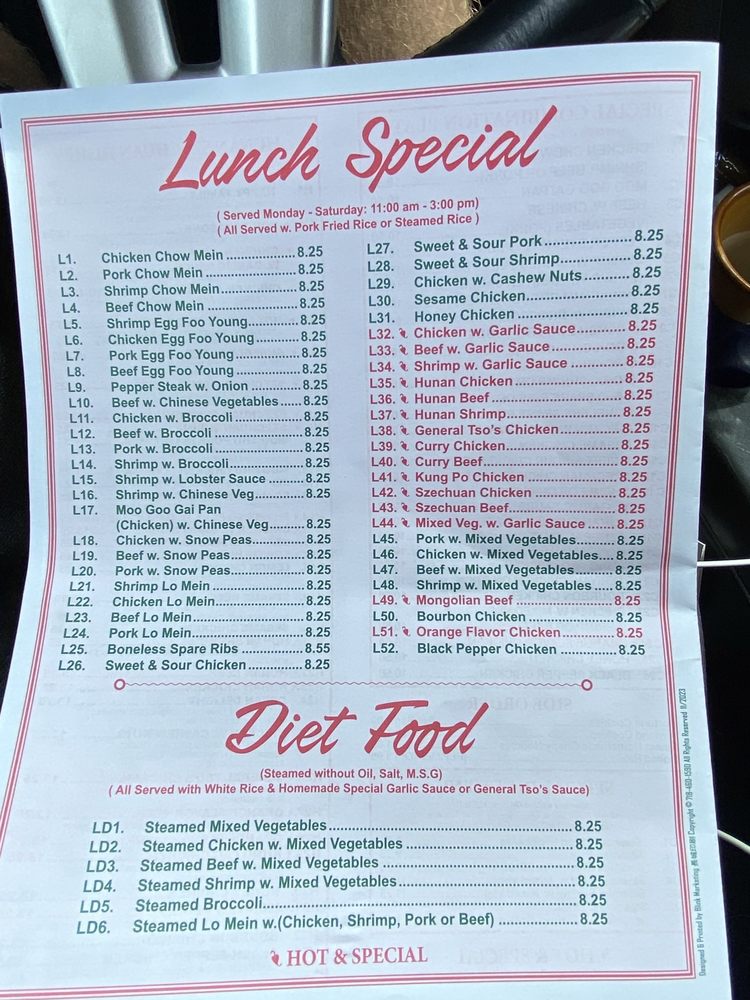 Lunch Special
( Served Monday - Saturday: 11:00 am - 3:00 pm)
( All Served w. Pork Fried Rice or Steamed Rice )
L1. Chicken Chow Mein 8.25
L2. Pork Chow Mein 8.25
L3. Shrimp Chow Mein 8.25
L4. Beef Chow Mein 8.25
L5. Shrimp Egg Foo Young 8.25
L6. Chicken Egg Foo Young 8.25
L7. Pork Egg Foo Young 8.25
L8. Beef Egg Foo Young 8.25
L9. Pepper Steak w. Onion 8.25
L10. Beef w. Chinese Vegetables 8.25
L11. Chicken w. Broccoli 8.25
L12. Beef w. Broccoli 8.25
L13. Pork w. Broccoli 8.25
L14. Shrimp w. Broccoli 8.25
L15. Shrimp w. Lobster Sauce 8.25
L16. Shrimp w. Chinese Veg 8.25
L17. Moo Goo Gai Pan
(Chicken) w. Chinese Veg 8.25
L18. Chicken w. Snow Peas 8.25
L19. Beef w. Snow Peas 8.25
L20. Pork w. Snow Peas 8.25
L21. Shrimp Lo Mein 8.25
L22. Chicken Lo Mein 8.25
L23. Beef Lo Mein 8.25
L24. Pork Lo Mein 8.25
L25. Boneless Spare Ribs 8.55
L26. Sweet & Sour Chicken 8.25
L27. Sweet & Sour Pork 8.25
L28. Sweet & Sour Shrimp 8.25
L29. Chicken w. Cashew Nuts 8.25
L30. Sesame Chicken 8.25
L31. Honey Chicken 8.25
L32. Chicken w. Garlic Sauce 8.25
L33. Beef w. Garlic Sauce 8.25
L34. Shrimp w. Garlic Sauce 8.25
L35. Hunan Chicken 8.25
L36. Hunan Beef 8.25
L37. Hunan Shrimp 8.25
L38. General Tso's Chicken 8.25
L39. Curry Chicken 8.25
L40. Curry Beef 8.25
L41. Kung Po Chicken 8.25
L42. Szechuan Chicken 8.25
L43. Szechuan Beef 8.25
L44. Mixed Veg. w. Garlic Sauce 8.25
L45. Pork w. Mixed Vegetables 8.25
L46. Chicken w. Mixed Vegetables 8.25
L47. Beef w. Mixed Vegetables 8.25
L48. Shrimp w. Mixed Vegetables 8.25
L49. Mongolian Beef 8.25
L50. Bourbon Chicken 8.25
L51. Orange Flavor Chicken 8.25
L52. Black Pepper Chicken 8.25
Diet Food
(Steamed without Oil, Salt, M.S.G)
( All Served with White Rice & Homemade Special Garlic Sauce or General Tso's Sauce)
LD1. Steamed Mixed Vegetables 8.25
LD2. Steamed Chicken w. Mixed Vegetables 8.25
LD3. Steamed Beef w. Mixed Vegetables 8.25
LD4. Steamed Shrimp w. Mixed Vegetables 8.25
LD5. Steamed Broccoli 8.25
LD6. Steamed Lo Mein w.(Chicken, Shrimp, Pork or Beef) 8.25
HOT & SPECIAL
Designed & Printed by Marketing Copyright © All Rights Reserved 11/2023